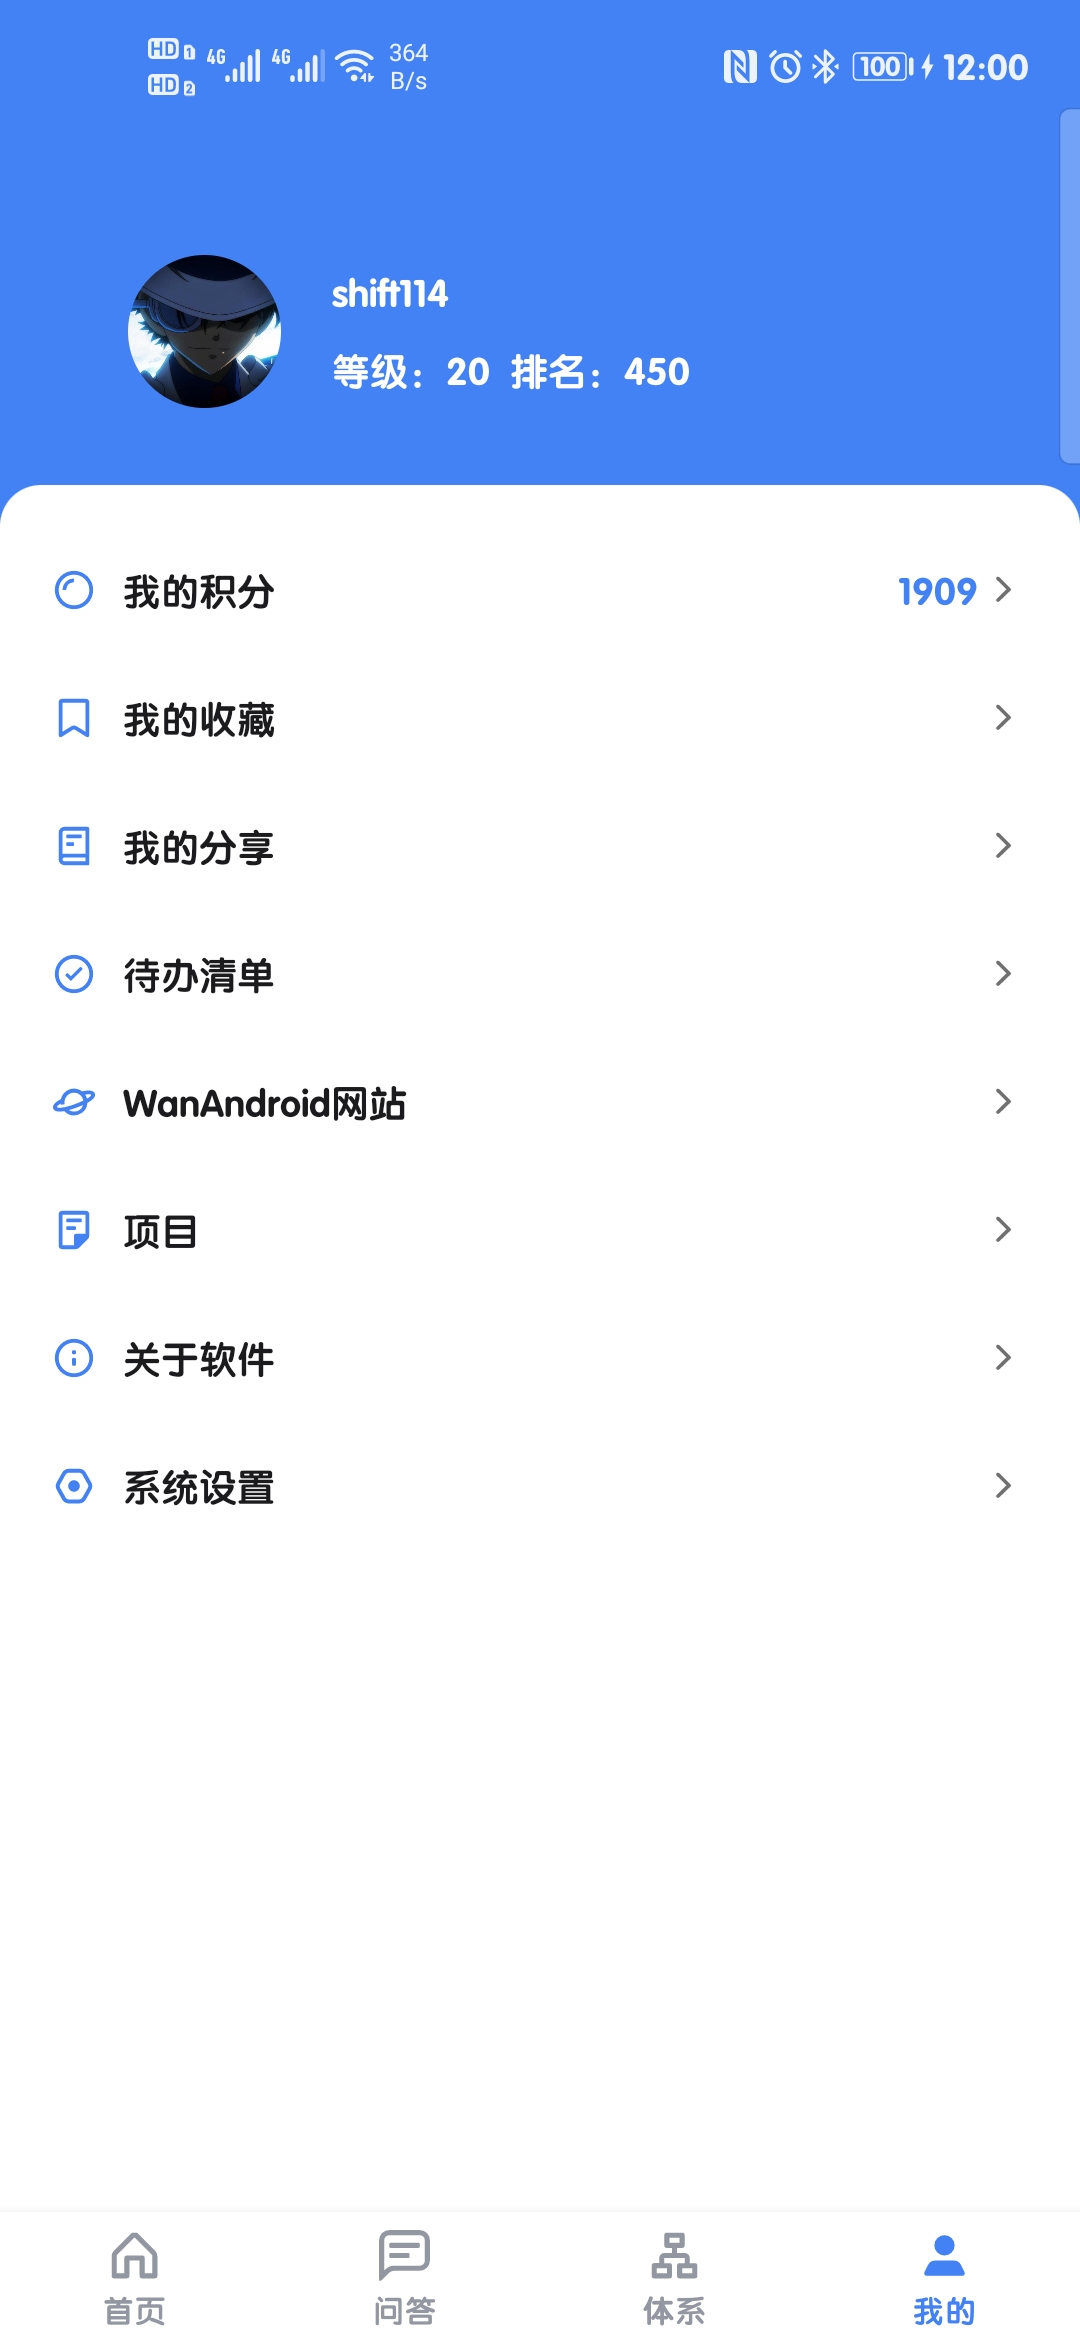 HD 1 4G 4G 364 100 12:00
HD 2 B/s
shift114
等级：20 排名：450
我的积分 1909
我的收藏
我的分享
待办清单
WanAndroid网站
项目
关于软件
系统设置
首页 问答 体系 我的